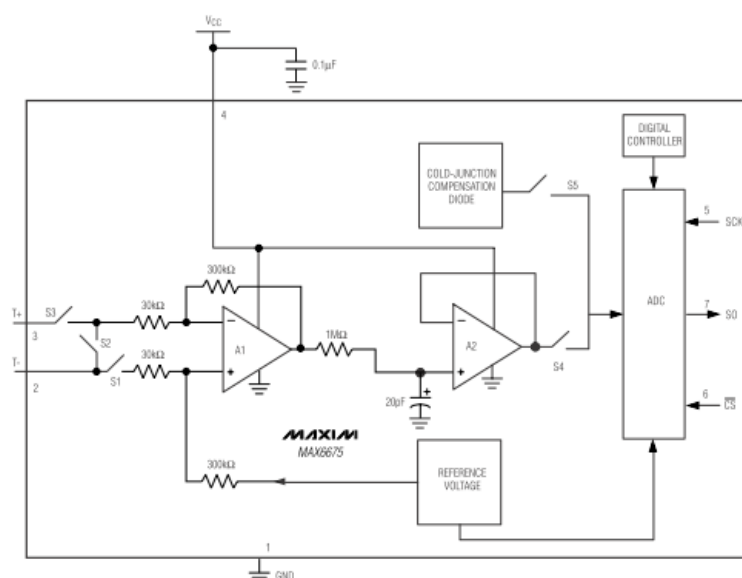 VCC
0.1µF
4
DIGITAL
CONTROLLER
COLD-JUNCTION
COMPENSATION
DIODE
S5
5
SCK
300kΩ
T+
S3
30kΩ
3
S2
A1
1MΩ
A2
ADC
7
SO
T-
30kΩ
2
S1
S4
20pF
6
CS
MAXIM
MAX6675
300kΩ
REFERENCE
VOLTAGE
1
GND